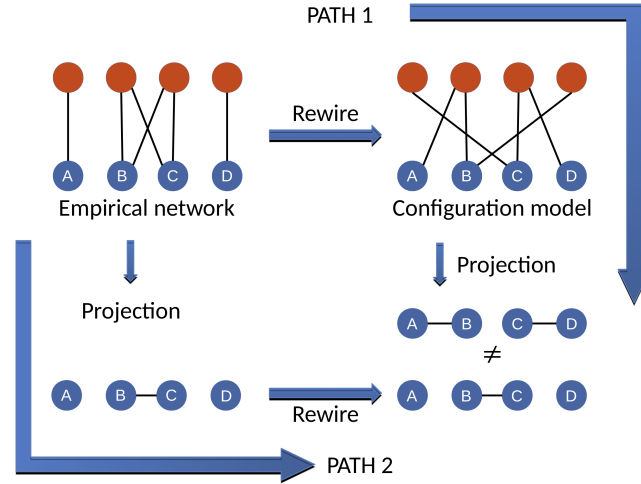 PATH 1
Rewire
A B C D
A B C D
Empirical network
Configuration model
Projection
Projection
A B C D
≠
A B C D
A B C D
Rewire
PATH 2